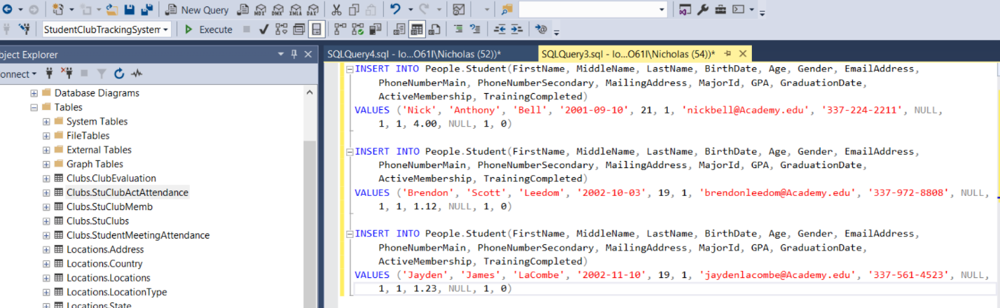 New Query
MDX DMX XMLA DAX
StudentClubTrackingSystem
Execute
Object Explorer
Connect
Database Diagrams
Tables
System Tables
FileTables
External Tables
Graph Tables
Clubs.ClubEvaluation
Clubs.StuClubActAttendance
Clubs.StuClubMemb
Clubs.StuClubs
Clubs.StudentMeetingAttendance
Locations.Address
Locations.Country
Locations.Locations
Locations.LocationType
Locations.State
SQLQuery4.sql - lo...O61I\Nicholas (52))*
SQLQuery3.sql - lo...O61I\Nicholas (54))*
INSERT INTO People.Student(FirstName, MiddleName, LastName, BirthDate, Age, Gender, EmailAddress,
PhoneNumberMain, PhoneNumberSecondary, MailingAddress, MajorId, GPA, GraduationDate,
ActiveMembership, TrainingCompleted)
VALUES ('Nick', 'Anthony', 'Bell', '2001-09-10', 21, 1, 'nickbell@Academy.edu', '337-224-2211', NULL,
1, 1, 4.00, NULL, 1, 0)
INSERT INTO People.Student(FirstName, MiddleName, LastName, BirthDate, Age, Gender, EmailAddress,
PhoneNumberMain, PhoneNumberSecondary, MailingAddress, MajorId, GPA, GraduationDate,
ActiveMembership, TrainingCompleted)
VALUES ('Brendon', 'Scott', 'Leedom', '2002-10-03', 19, 1, 'brendonleedom@Academy.edu', '337-972-8808', NULL,
1, 1, 1.12, NULL, 1, 0)
INSERT INTO People.Student(FirstName, MiddleName, LastName, BirthDate, Age, Gender, EmailAddress,
PhoneNumberMain, PhoneNumberSecondary, MailingAddress, MajorId, GPA, GraduationDate,
ActiveMembership, TrainingCompleted)
VALUES ('Jayden', 'James', 'LaCombe', '2002-11-10', 19, 1, 'jaydenlacombe@Academy.edu', '337-561-4523', NULL,
1, 1, 1.23, NULL, 1, 0)